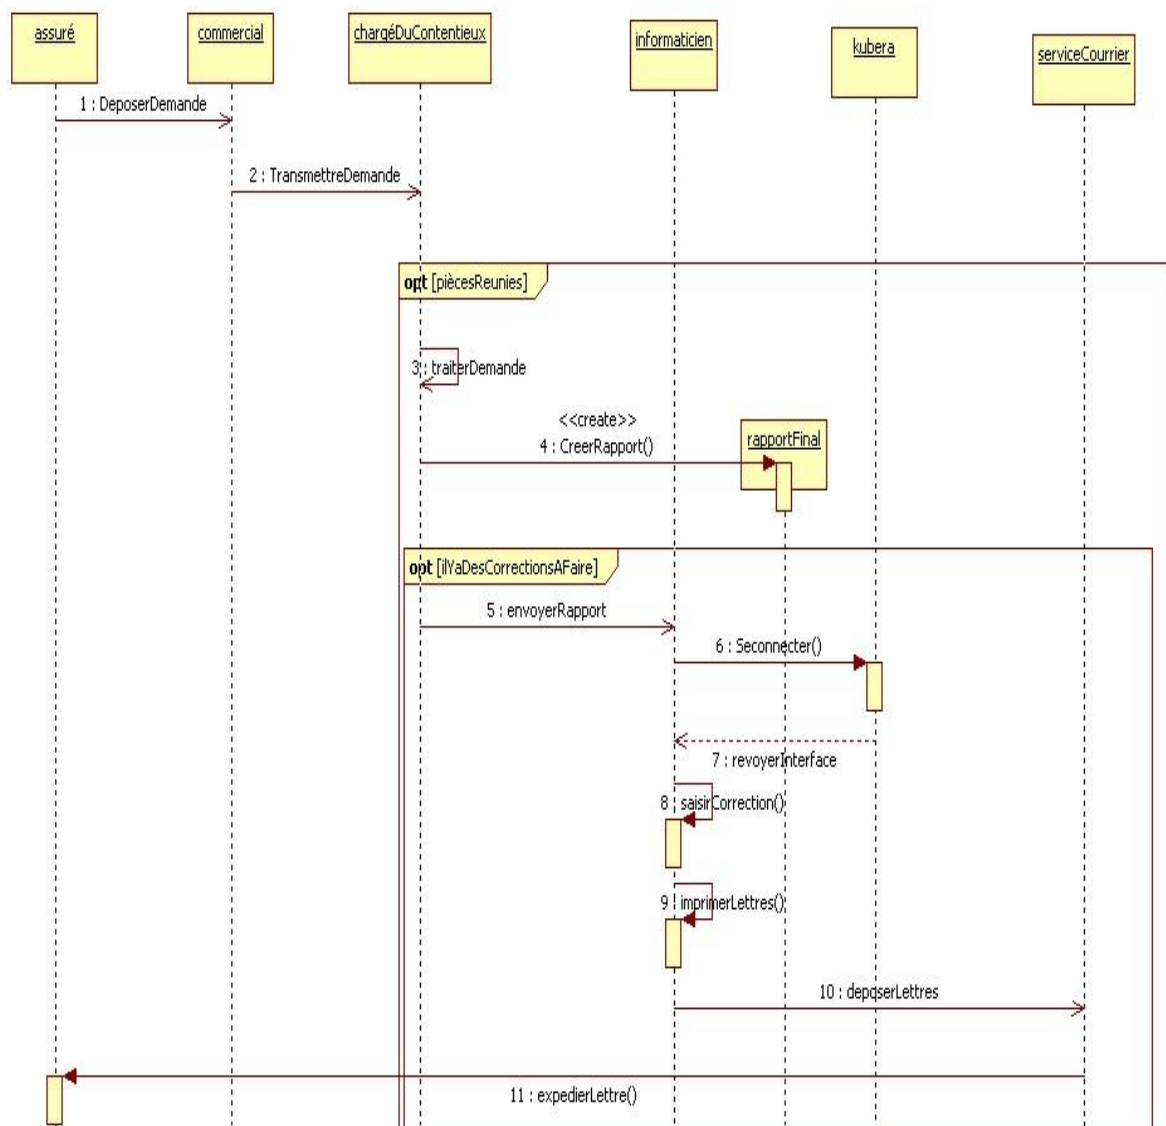 assuré
commercial
chargéDuContentieux
informaticien
kubera
serviceCourrier
1 : DeposerDemande
2 : TransmettreDemande
opt [piècesReunies]
3 : traiterDemande
<<create>>
4 : CreerRapport()
rapportFinal
opt [ilYaDesCorrectionsAFaire]
5 : envoyerRapport
6 : Seconnecter()
7 : revoyerInterface
8 : saisirCorrection()
9 : imprimerLettres()
10 : deposerLettres
11 : expedierLettre()